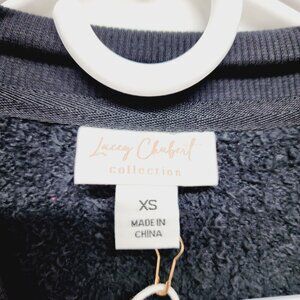 Lacey Chabert
collection
XS
MADE IN
CHINA